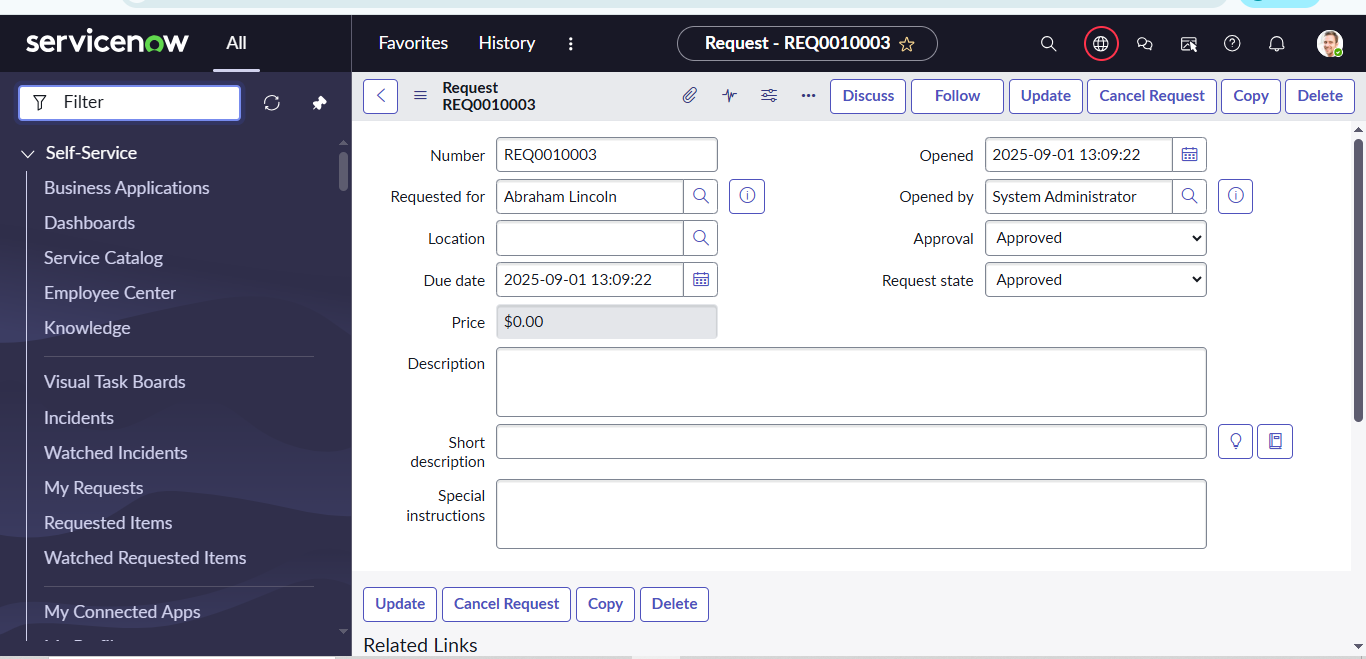 servicenow
All
Favorites
History
Request - REQ0010003
Filter
Request
REQ0010003
Discuss
Follow
Update
Cancel Request
Copy
Delete
Self-Service
Business Applications
Dashboards
Service Catalog
Employee Center
Knowledge
Visual Task Boards
Incidents
Watched Incidents
My Requests
Requested Items
Watched Requested Items
My Connected Apps
Number REQ0010003
Opened 2025-09-01 13:09:22
Requested for Abraham Lincoln
Opened by System Administrator
Location
Approval Approved
Due date 2025-09-01 13:09:22
Request state Approved
Price $0.00
Description
Short
description
Special
instructions
Update
Cancel Request
Copy
Delete
Related Links